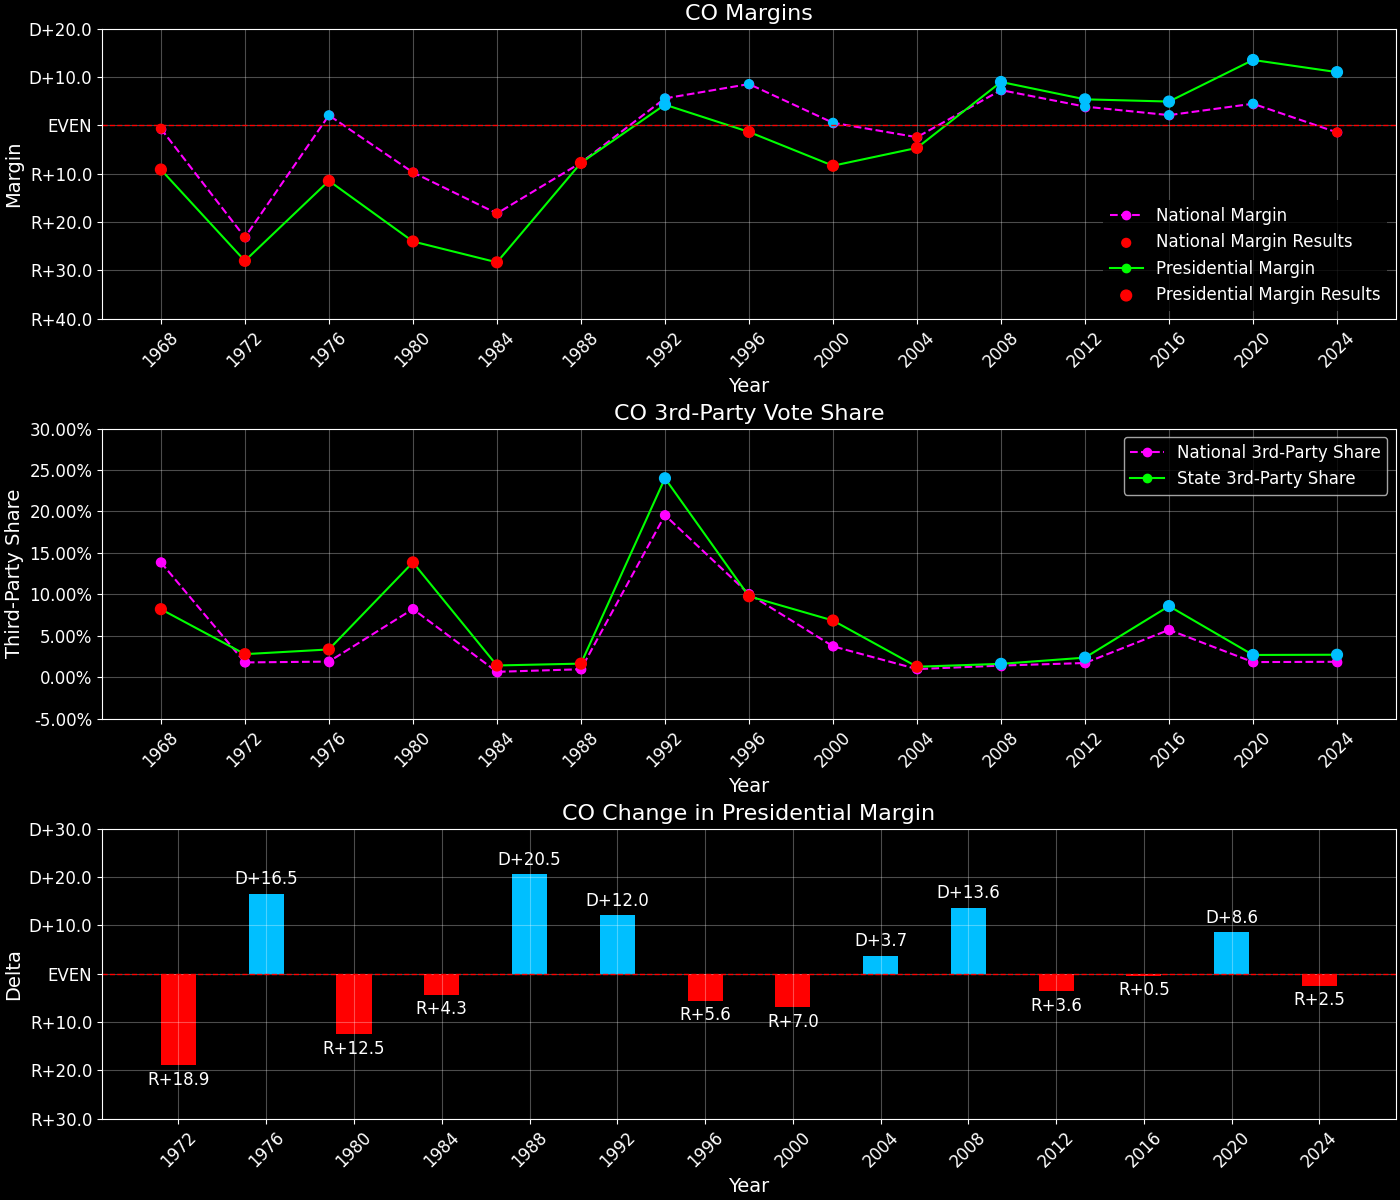 CO Margins
D+20.0
D+10.0
EVEN
R+10.0
R+20.0
R+30.0
R+40.0
Margin
National Margin
National Margin Results
Presidential Margin
Presidential Margin Results
1968 1972 1976 1980 1984 1988 1992 1996 2000 2004 2008 2012 2016 2020 2024
Year
CO 3rd-Party Vote Share
30.00%
25.00%
20.00%
15.00%
10.00%
5.00%
0.00%
-5.00%
Third-Party Share
National 3rd-Party Share
State 3rd-Party Share
1968 1972 1976 1980 1984 1988 1992 1996 2000 2004 2008 2012 2016 2020 2024
Year
CO Change in Presidential Margin
D+30.0
D+20.0
D+10.0
EVEN
R+10.0
R+20.0
R+30.0
Delta
R+18.9
D+16.5
R+12.5
R+4.3
D+20.5
D+12.0
R+5.6
R+7.0
D+3.7
D+13.6
R+3.6
R+0.5
D+8.6
R+2.5
1972 1976 1980 1984 1988 1992 1996 2000 2004 2008 2012 2016 2020 2024
Year